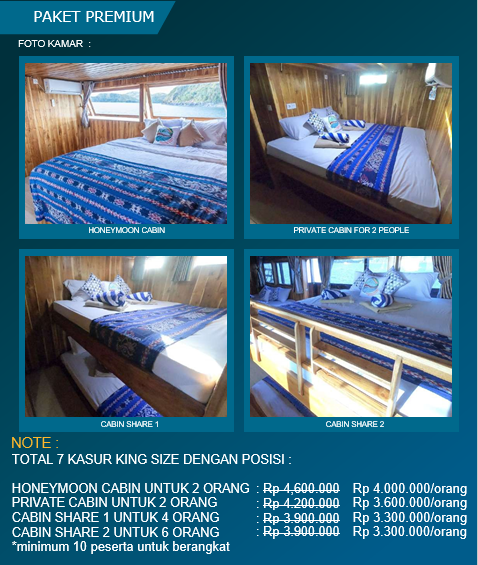 PAKET PREMIUM
FOTO KAMAR :
HONEYMOON CABIN
PRIVATE CABIN FOR 2 PEOPLE
CABIN SHARE 1
CABIN SHARE 2
NOTE :
TOTAL 7 KASUR KING SIZE DENGAN POSISI :
HONEYMOON CABIN UNTUK 2 ORANG : Rp 4,600.000 Rp 4.000.000/orang
PRIVATE CABIN UNTUK 2 ORANG : Rp 4.200.000 Rp 3.600.000/orang
CABIN SHARE 1 UNTUK 4 ORANG : Rp 3.900.000 Rp 3.300.000/orang
CABIN SHARE 2 UNTUK 6 ORANG : Rp 3.900.000 Rp 3.300.000/orang
*minimum 10 peserta untuk berangkat